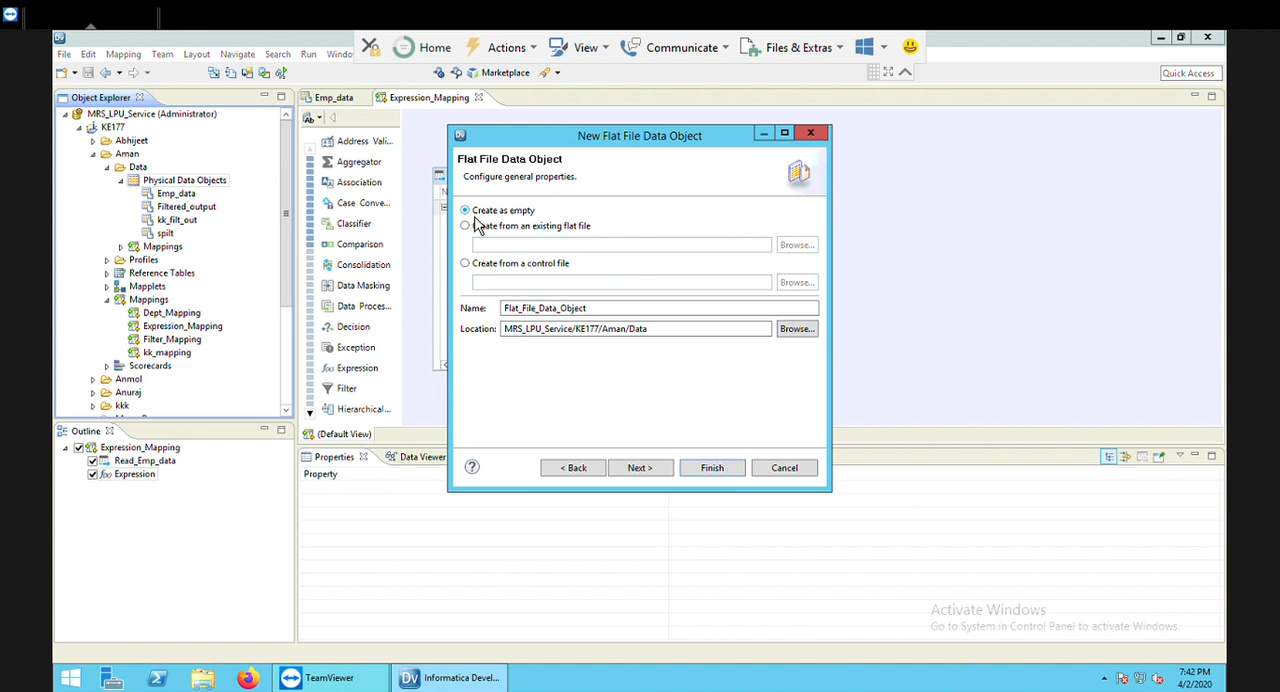 Home
Actions
View
Communicate
Files & Extras
File Edit Mapping Team Layout Navigate Search Run Windo
Marketplace
Quick Access
Object Explorer
Emp_data
Expression_Mapping
MRS_LPU_Service (Administrator)
KE177
Abhijeet
Aman
Data
Physical Data Objects
Emp_data
Filtered_output
kk_filt_out
spilt
Mappings
Profiles
Reference Tables
Mapplets
Mappings
Dept_Mapping
Expression_Mapping
Filter_Mapping
kk_mapping
Scorecards
Anmol
Anuraj
kkk
Address Vali...
Aggregator
Association
Case Conve...
Classifier
Comparison
Consolidation
Data Masking
Data Proces...
Decision
Exception
Expression
Filter
Hierarchical...
(Default View)
New Flat File Data Object
Flat File Data Object
Configure general properties.
Create as empty
Create from an existing flat file
Browse...
Create from a control file
Browse...
Name: Flat_File_Data_Object
Location: MRS_LPU_Service/KE177/Aman/Data Browse...
< Back Next > Finish Cancel
Outline
Expression_Mapping
Read_Emp_data
Expression
Properties
Data Viewer
Property
Activate Windows
Go to System in Control Panel to activate Windows.
TeamViewer
Informatica Devel...
7:42 PM
4/2/2020